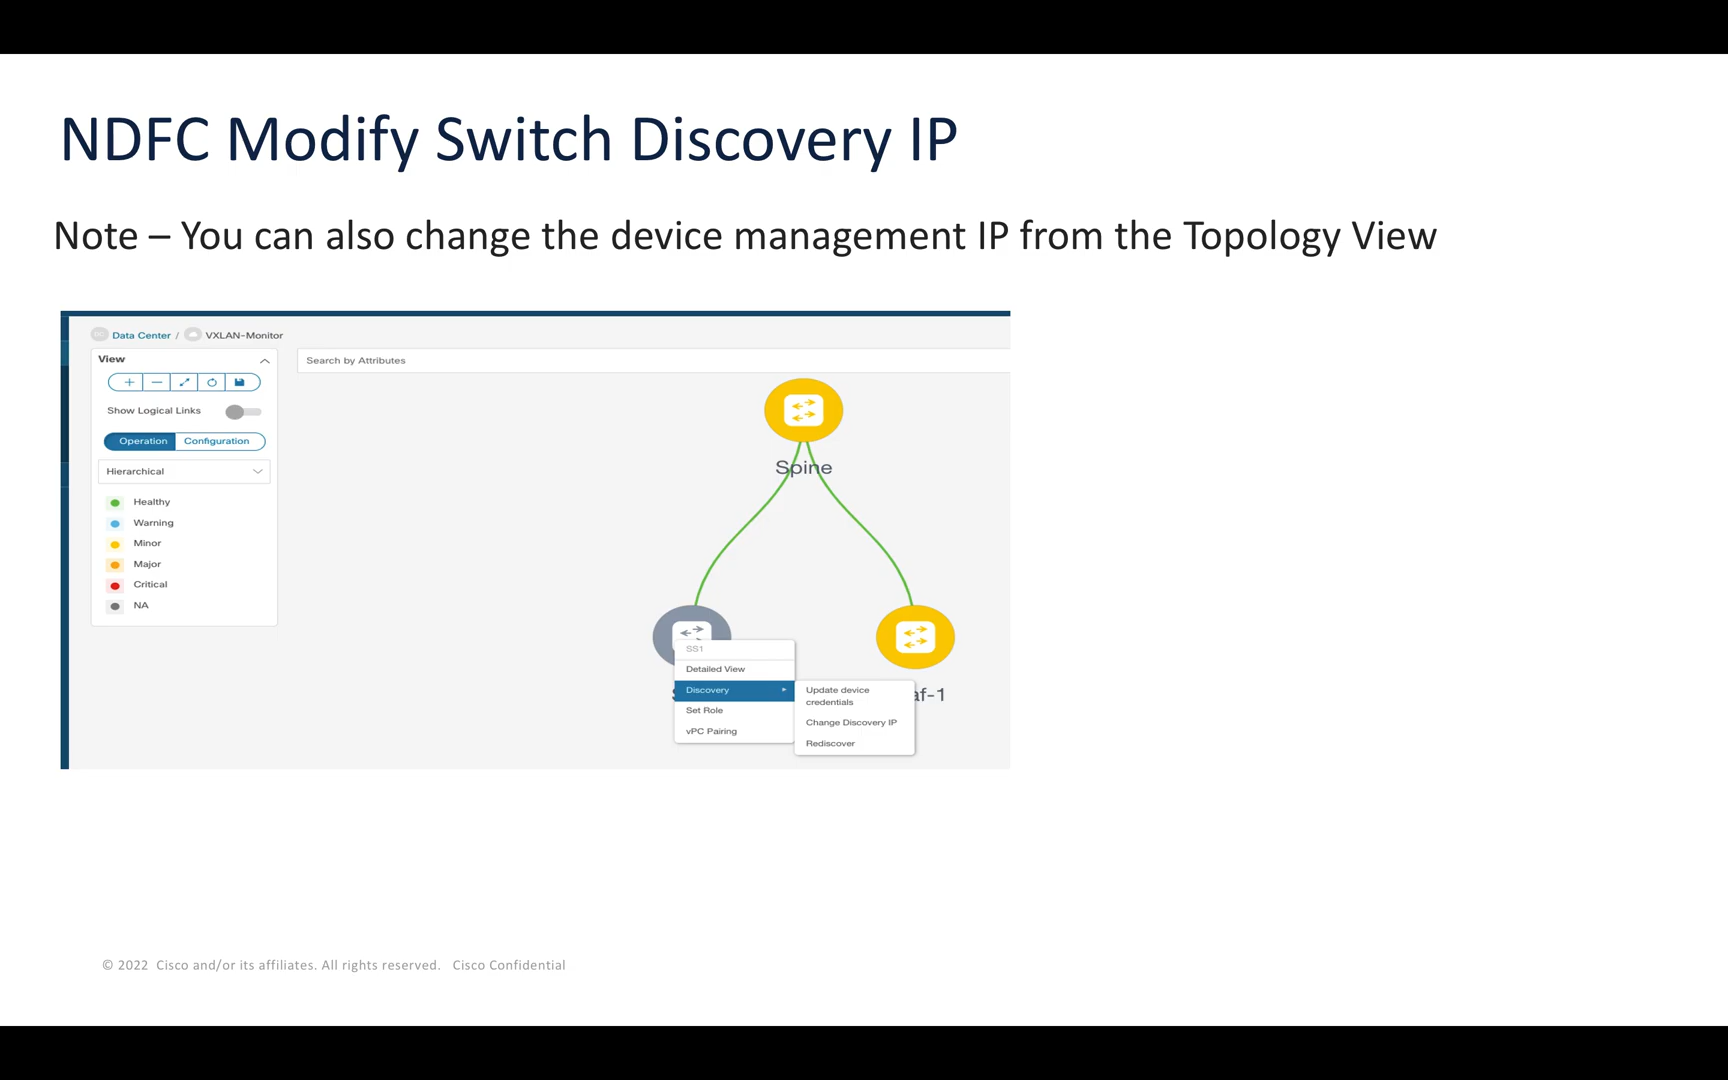 NDFC Modify Switch Discovery IP
Note – You can also change the device management IP from the Topology View
Data Center / VXLAN-Monitor
View
Search by Attributes
Show Logical Links
Operation Configuration
Hierarchical
Healthy
Warning
Minor
Major
Critical
NA
Spine
SS1
Detailed View
Discovery
Set Role
vPC Pairing
Update device
credentials
Change Discovery IP
Rediscover
af-1
© 2022 Cisco and/or its affiliates. All rights reserved. Cisco Confidential